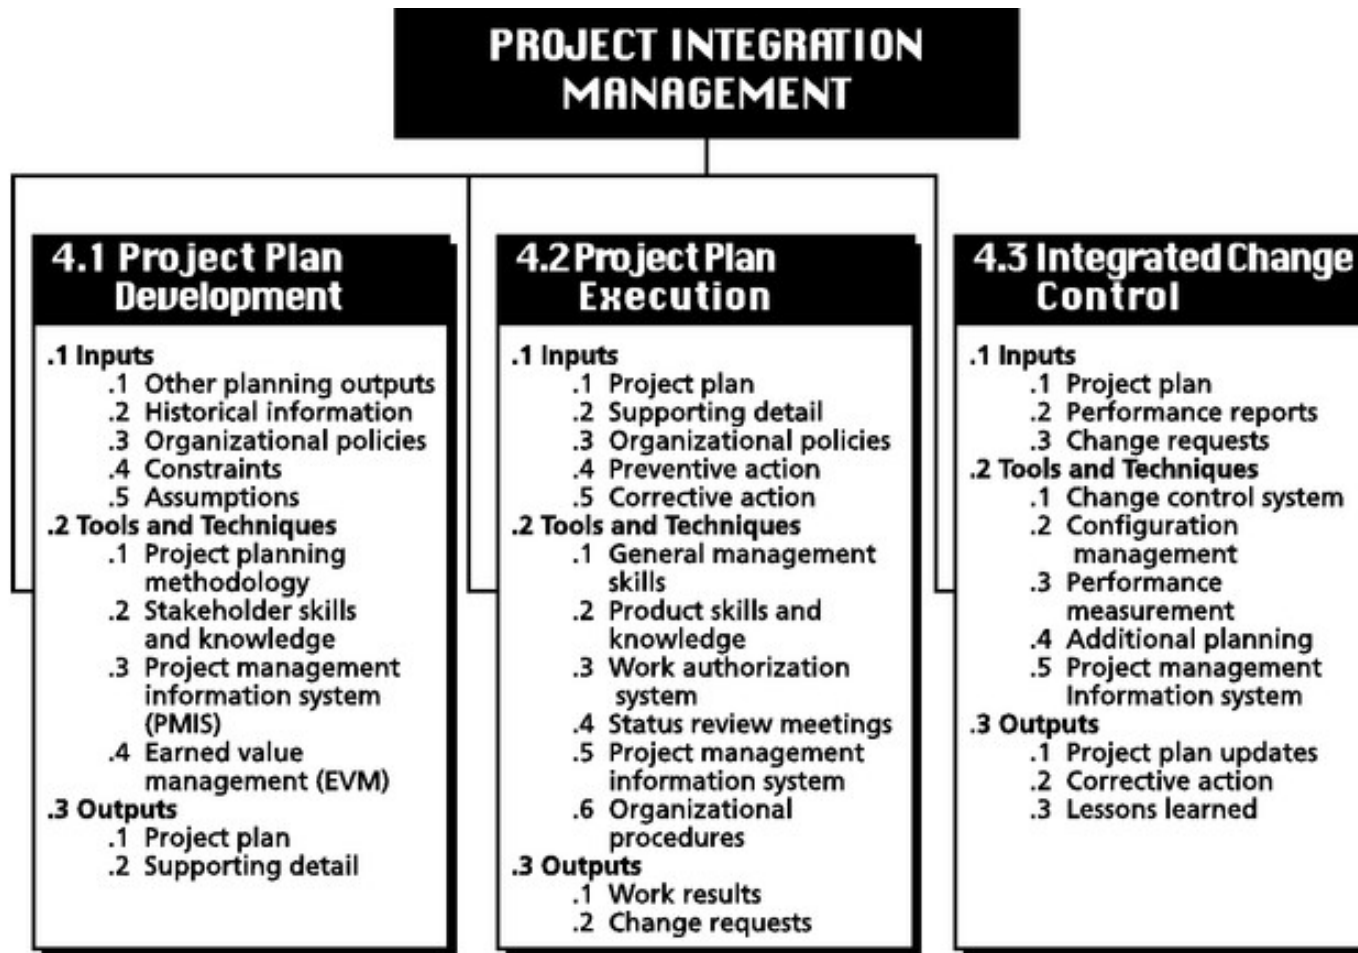 PROJECT INTEGRATION
MANAGEMENT
4.1 Project Plan
Development
.1 Inputs
.1 Other planning outputs
.2 Historical information
.3 Organizational policies
.4 Constraints
.5 Assumptions
.2 Tools and Techniques
.1 Project planning
methodology
.2 Stakeholder skills
and knowledge
.3 Project management
information system
(PMIS)
.4 Earned value
management (EVM)
.3 Outputs
.1 Project plan
.2 Supporting detail
4.2 Project Plan
Execution
.1 Inputs
.1 Project plan
.2 Supporting detail
.3 Organizational policies
.4 Preventive action
.5 Corrective action
.2 Tools and Techniques
.1 General management
skills
.2 Product skills and
knowledge
.3 Work authorization
system
.4 Status review meetings
.5 Project management
information system
.6 Organizational
procedures
.3 Outputs
.1 Work results
.2 Change requests
4.3 Integrated Change
Control
.1 Inputs
.1 Project plan
.2 Performance reports
.3 Change requests
.2 Tools and Techniques
.1 Change control system
.2 Configuration
management
.3 Performance
measurement
.4 Additional planning
.5 Project management
Information system
.3 Outputs
.1 Project plan updates
.2 Corrective action
.3 Lessons learned